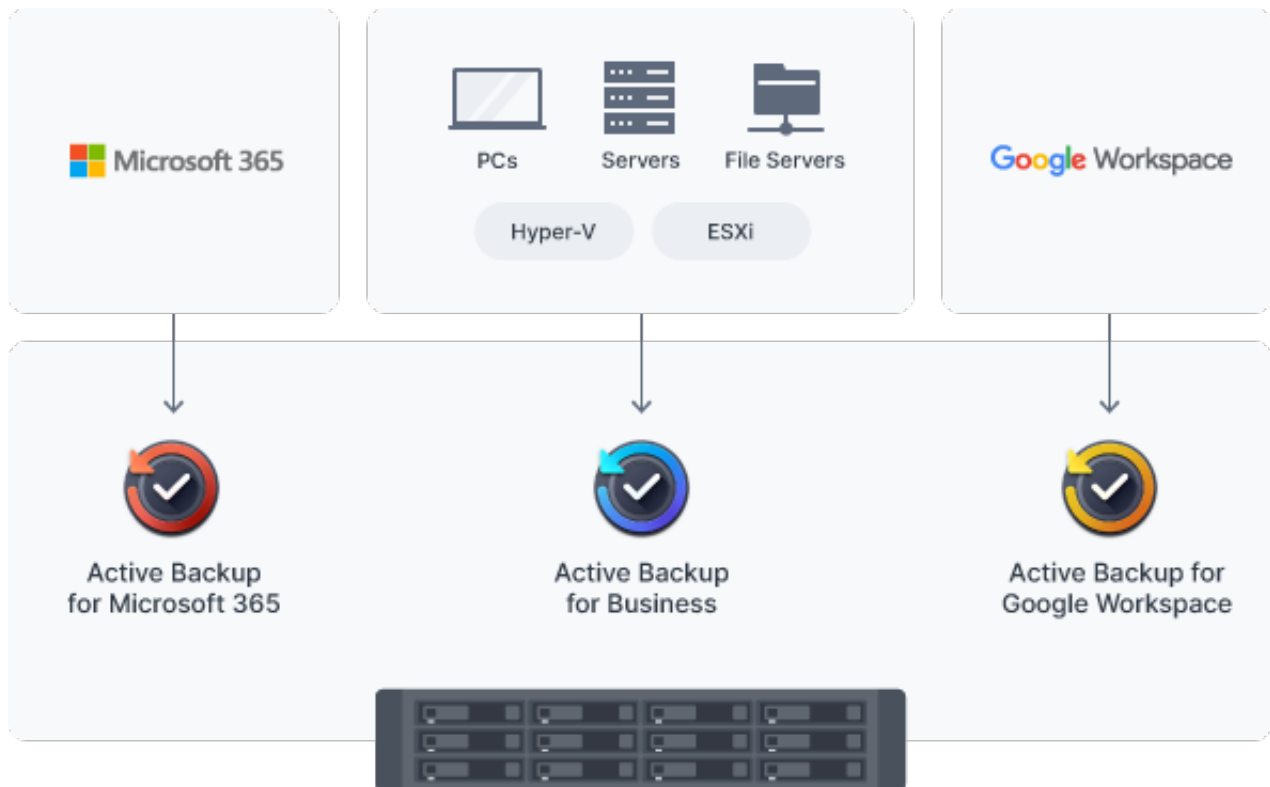 Microsoft 365
PCs
Servers
File Servers
Hyper-V
ESXi
Google Workspace
Active Backup
for Microsoft 365
Active Backup
for Business
Active Backup for
Google Workspace